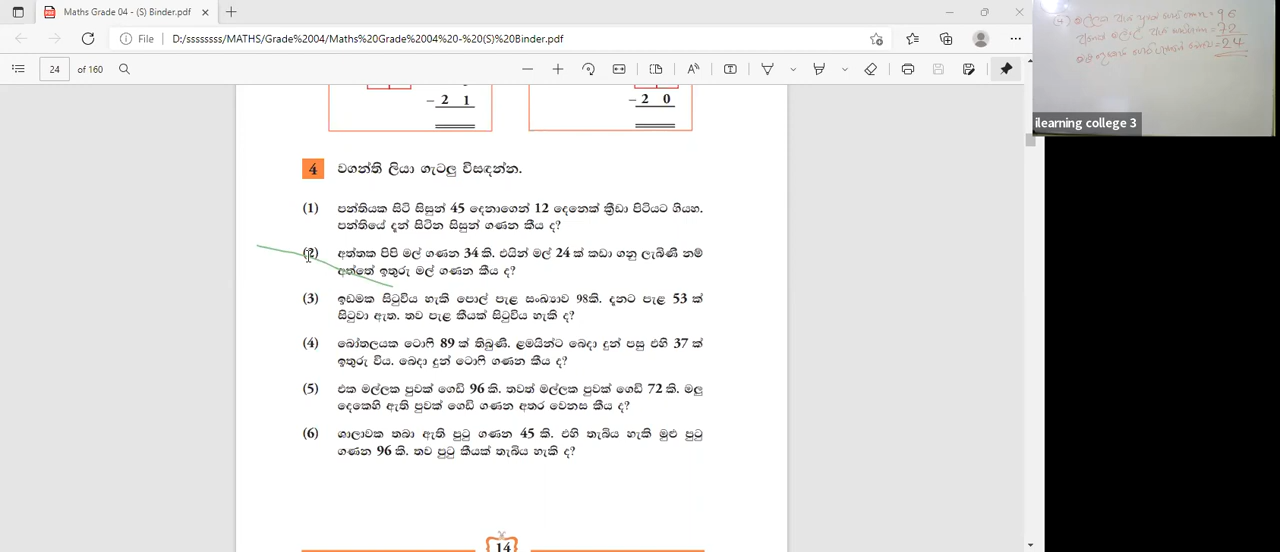 Maths Grade 04 - (S) Binder.pdf
File D:/ssssssss/MATHS/Grade%2004/Maths%20Grade%2004%20-%20(S)%20Binder.pdf
24 of 160
- 2 1
- 2 0
4 වගන්ති ලියා ගැටලු විසඳන්න.
(1) පන්තියක සිටි සිසුන් 45 දෙනාගෙන් 12 දෙනෙක් ක්‍රීඩා පිටියට ගියහ.
පන්තියේ දැන් සිටින සිසුන් ගණන කීය ද?
(2) අත්තක පිපි මල් ගණන 34 කි. එයින් මල් 24 ක් කඩා ගනු ලැබිණි නම්
අත්තේ ඉතුරු මල් ගණන කීය ද?
(3) ඉඩමක සිටුවිය හැකි පොල් පැළ සංඛ්‍යාව 98කි. දැනට පැළ 53 ක්
සිටුවා ඇත. තව පැළ කීයක් සිටුවිය හැකි ද?
(4) බෝතලයක ටොෆි 89 ක් තිබුණි. ළමයින්ට බෙදා දුන් පසු එහි 37 ක්
ඉතුරු විය. බෙදා දුන් ටොෆි ගණන කීය ද?
(5) එක මල්ලක පුවක් ගෙඩි 96 කි. තවත් මල්ලක පුවක් ගෙඩි 72 කි. මලු
දෙකෙහි ඇති පුවක් ගෙඩි ගණන අතර වෙනස කීය ද?
(6) ශාලාවක තබා ඇති පුටු ගණන 45 කි. එහි තැබිය හැකි මුළු පුටු
ගණන 96 කි. තව පුටු කීයක් තැබිය හැකි ද?
14
= 96
= 72
= 24
ilearning college 3